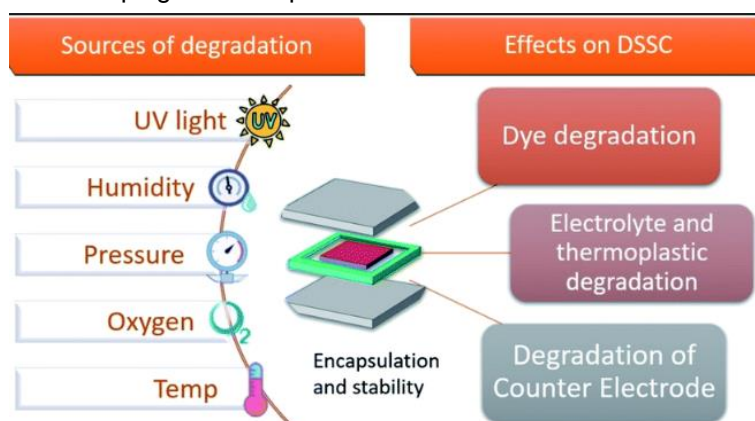 Sources of degradation
Effects on DSSC
UV light
UV
Humidity
Pressure
Oxygen
2
Temp
Encapsulation
and stability
Dye degradation
Electrolyte and
thermoplastic
degradation
Degradation of
Counter Electrode